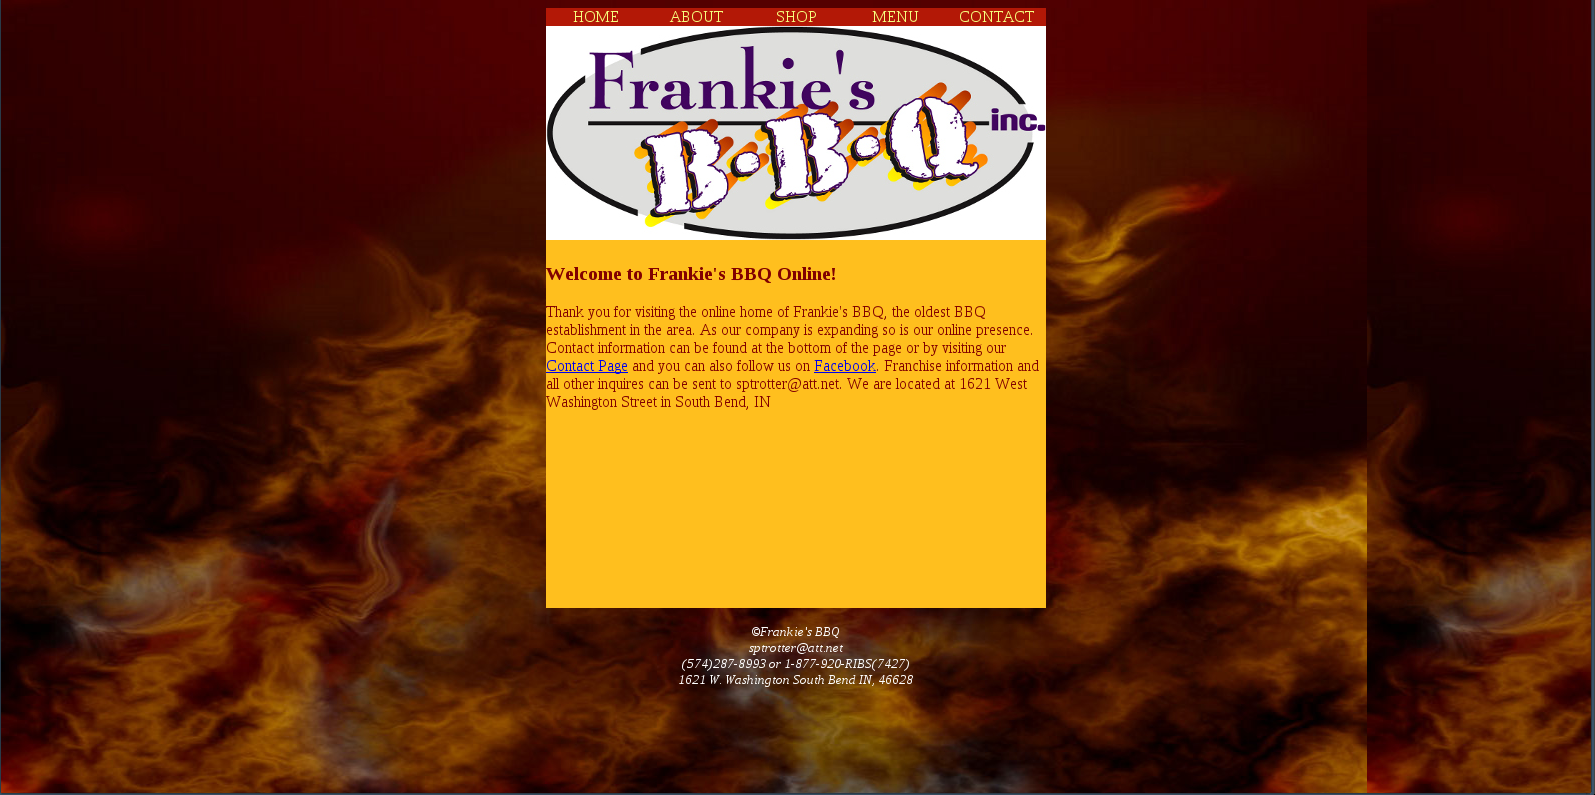 HOME ABOUT SHOP MENU CONTACT
Frankie's
B•B•Q inc.
Welcome to Frankie's BBQ Online!
Thank you for visiting the online home of Frankie's BBQ, the oldest BBQ
establishment in the area. As our company is expanding so is our online presence.
Contact information can be found at the bottom of the page or by visiting our
Contact Page and you can also follow us on Facebook. Franchise information and
all other inquires can be sent to sptrotter@att.net. We are located at 1621 West
Washington Street in South Bend, IN
©Frankie's BBQ
sptrotter@att.net
(574)287-8993 or 1-877-920-RIBS(7427)
1621 W. Washington South Bend IN, 46628